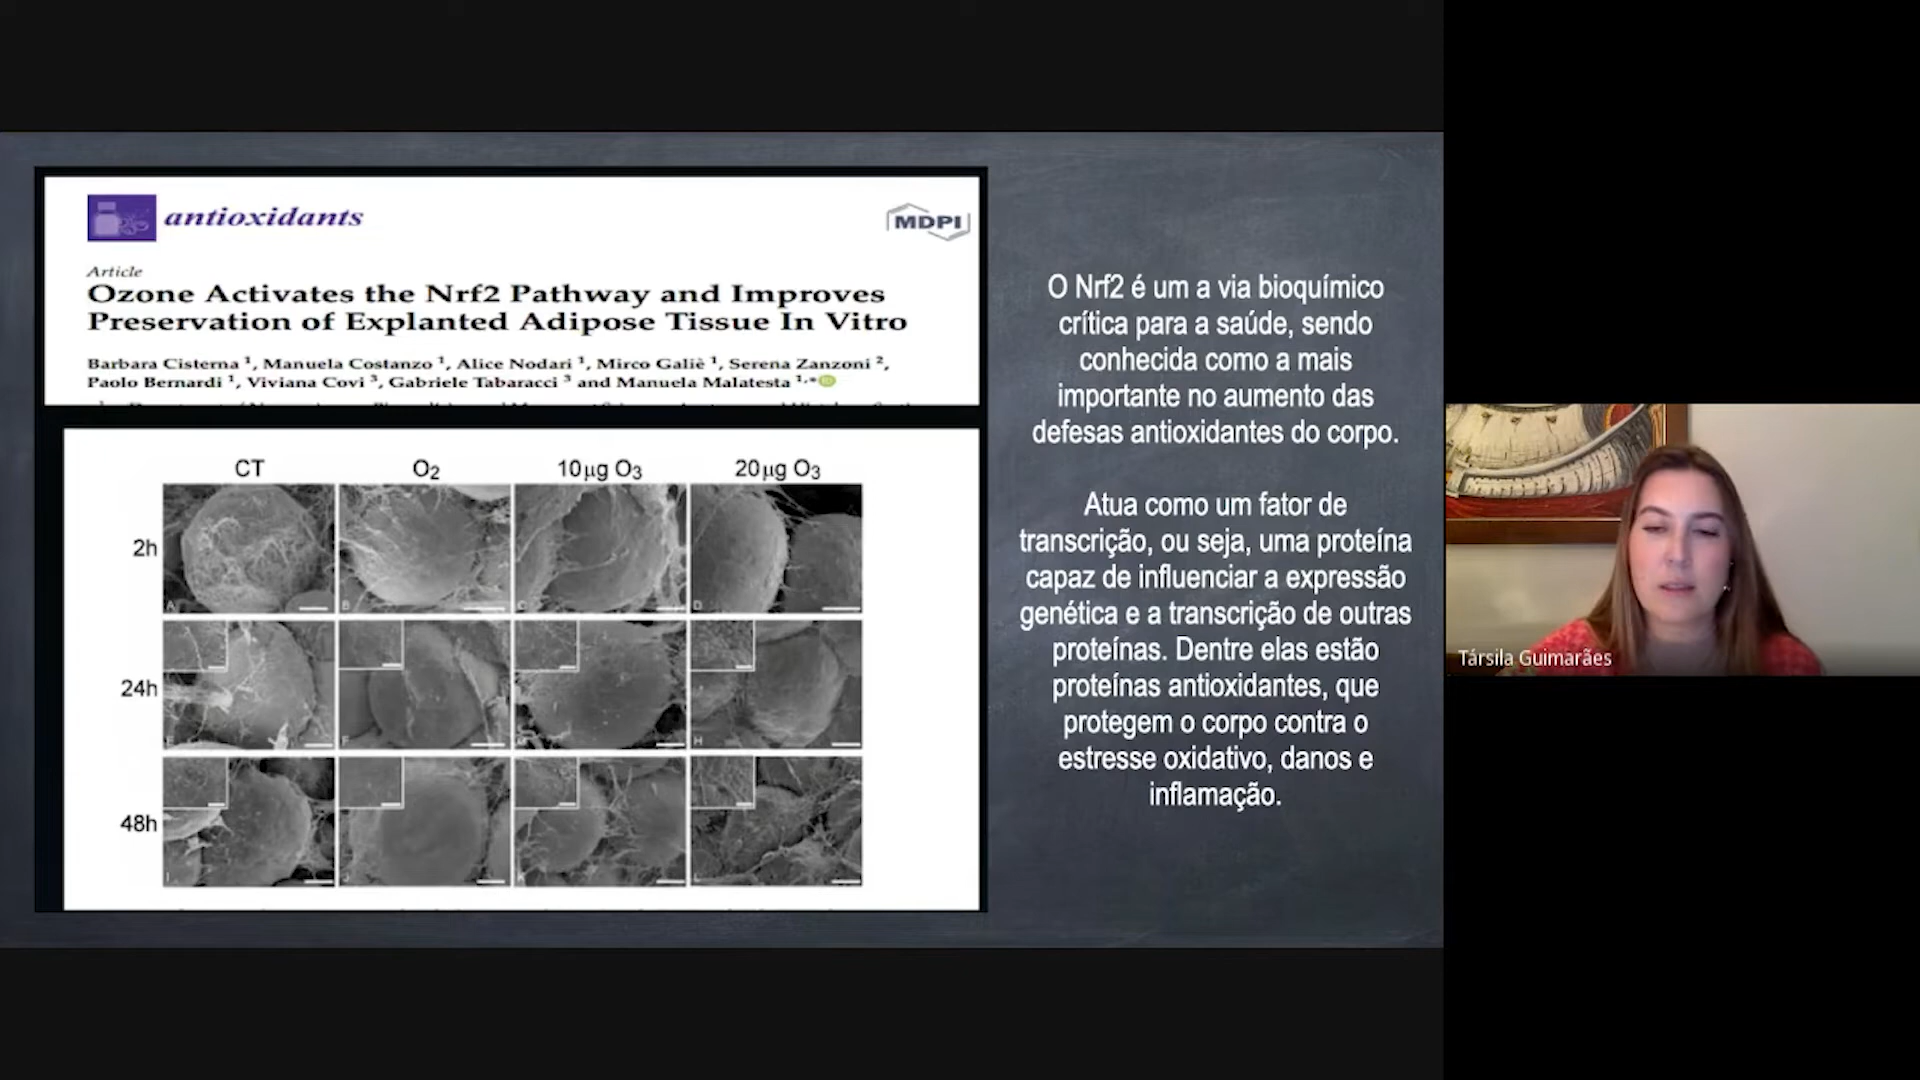 antioxidants
MDPI
Article
Ozone Activates the Nrf2 Pathway and Improves
Preservation of Explanted Adipose Tissue In Vitro
Barbara Cisterna 1, Manuela Costanzo 1, Alice Nodari 1, Mirco Galiè 1, Serena Zanzoni 2,
Paolo Bernardi 1, Viviana Covi 3, Gabriele Tabaracci 3 and Manuela Malatesta 1,*
CT O2 10µg O3 20µg O3
2h
A B C D
24h
E F H
48h
I J K L
O Nrf2 é um a via bioquímico
crítica para a saúde, sendo
conhecida como a mais
importante no aumento das
defesas antioxidantes do corpo.
Atua como um fator de
transcrição, ou seja, uma proteína
capaz de influenciar a expressão
genética e a transcrição de outras
proteínas. Dentre elas estão
proteínas antioxidantes, que
protegem o corpo contra o
estresse oxidativo, danos e
inflamação.
Társila Guimarães